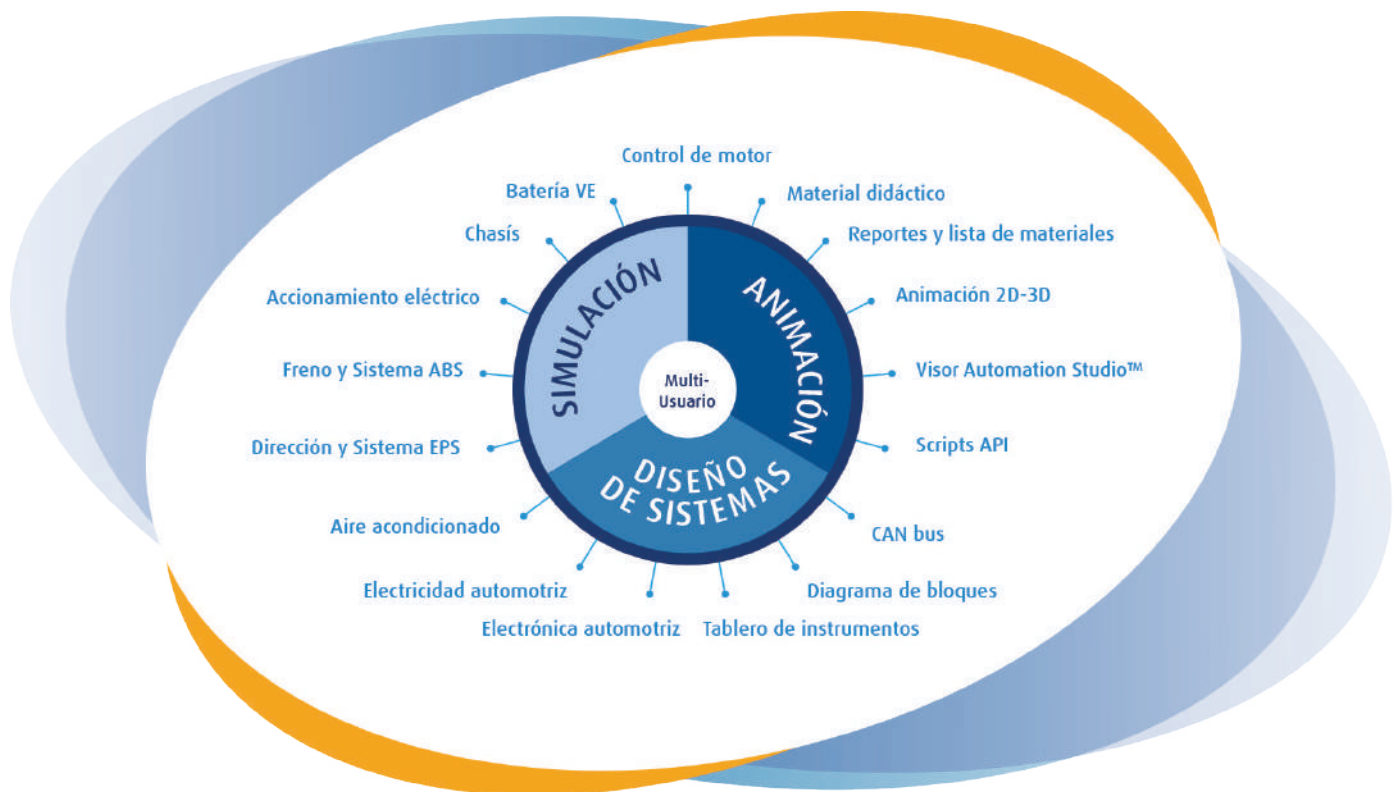 Control de motor
Batería VE
Material didáctico
Chasís
Reportes y lista de materiales
Accionamiento eléctrico
Animación 2D-3D
Freno y Sistema ABS
Visor Automation Studio™
Dirección y Sistema EPS
Scripts API
Aire acondicionado
CAN bus
Electricidad automotriz
Diagrama de bloques
Electrónica automotriz
Tablero de instrumentos
SIMULACIÓN
ANIMACIÓN
Multi-
Usuario
DISEÑO
DE SISTEMAS